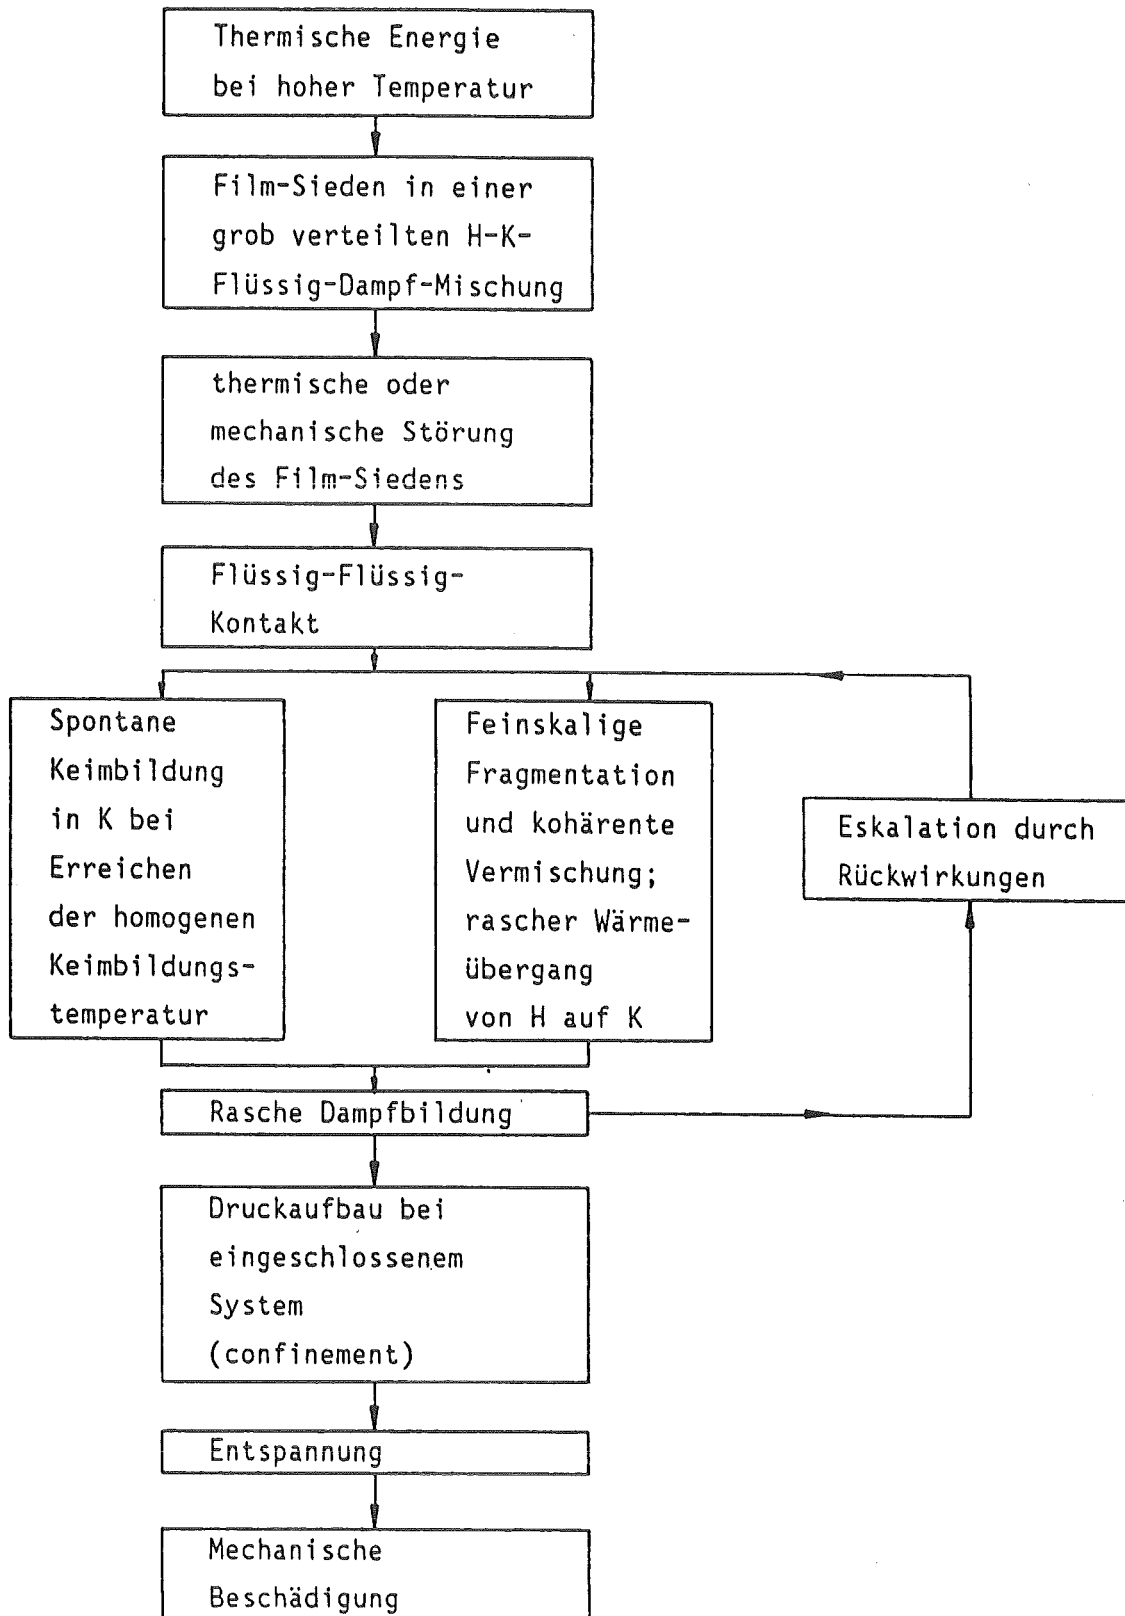 Thermische Energie
bei hoher Temperatur
Film-Sieden in einer
grob verteilten H-K-
Flüssig-Dampf-Mischung
thermische oder
mechanische Störung
des Film-Siedens
Flüssig-Flüssig-
Kontakt
Spontane
Keimbildung
in K bei
Erreichen
der homogenen
Keimbildungs-
temperatur
Feinskalige
Fragmentation
und kohärente
Vermischung;
rascher Wärme-
übergang
von H auf K
Eskalation durch
Rückwirkungen
Rasche Dampfbildung
Druckaufbau bei
eingeschlossenem
System
(confinement)
Entspannung
Mechanische
Beschädigung